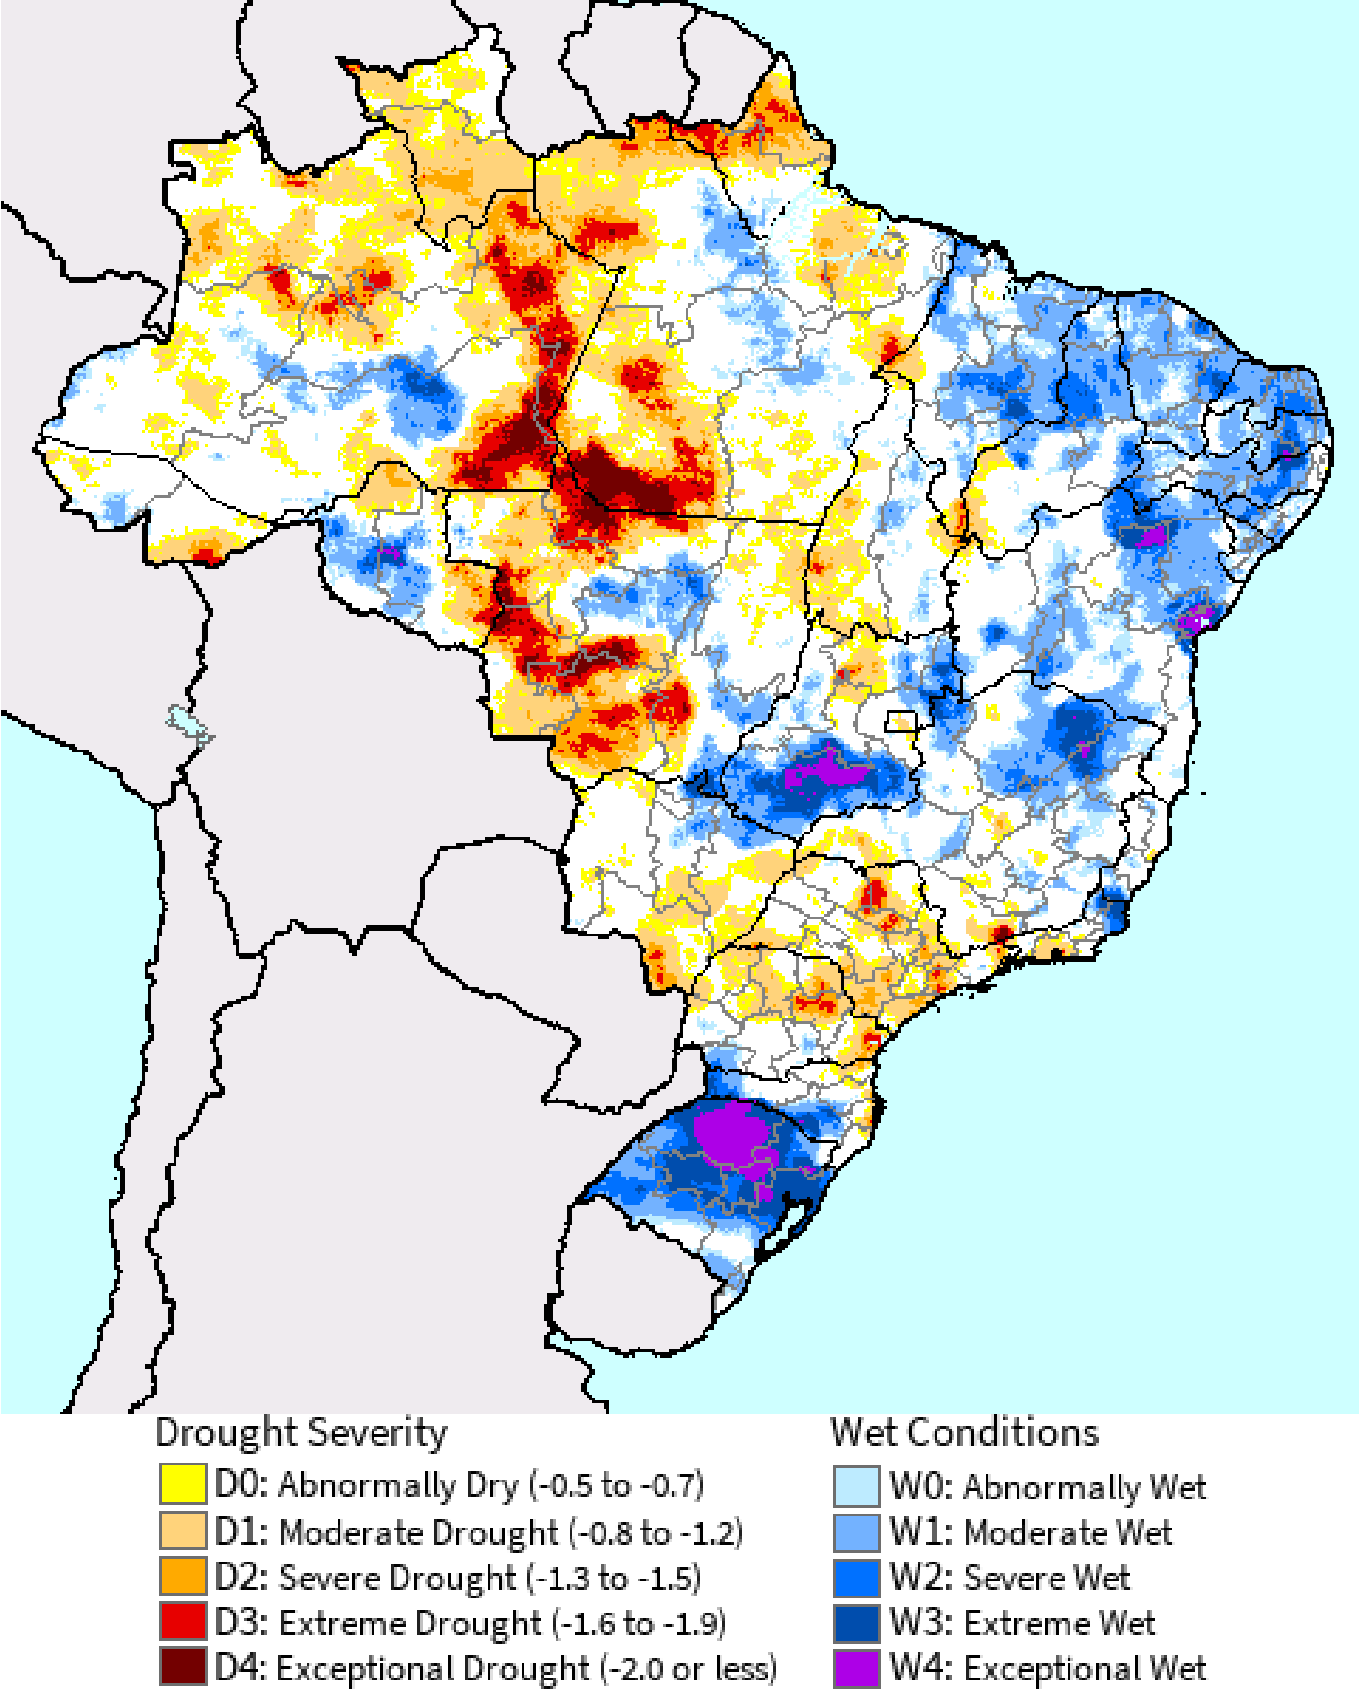 Drought Severity
D0: Abnormally Dry (-0.5 to -0.7)
D1: Moderate Drought (-0.8 to -1.2)
D2: Severe Drought (-1.3 to -1.5)
D3: Extreme Drought (-1.6 to -1.9)
D4: Exceptional Drought (-2.0 or less)
Wet Conditions
W0: Abnormally Wet
W1: Moderate Wet
W2: Severe Wet
W3: Extreme Wet
W4: Exceptional Wet